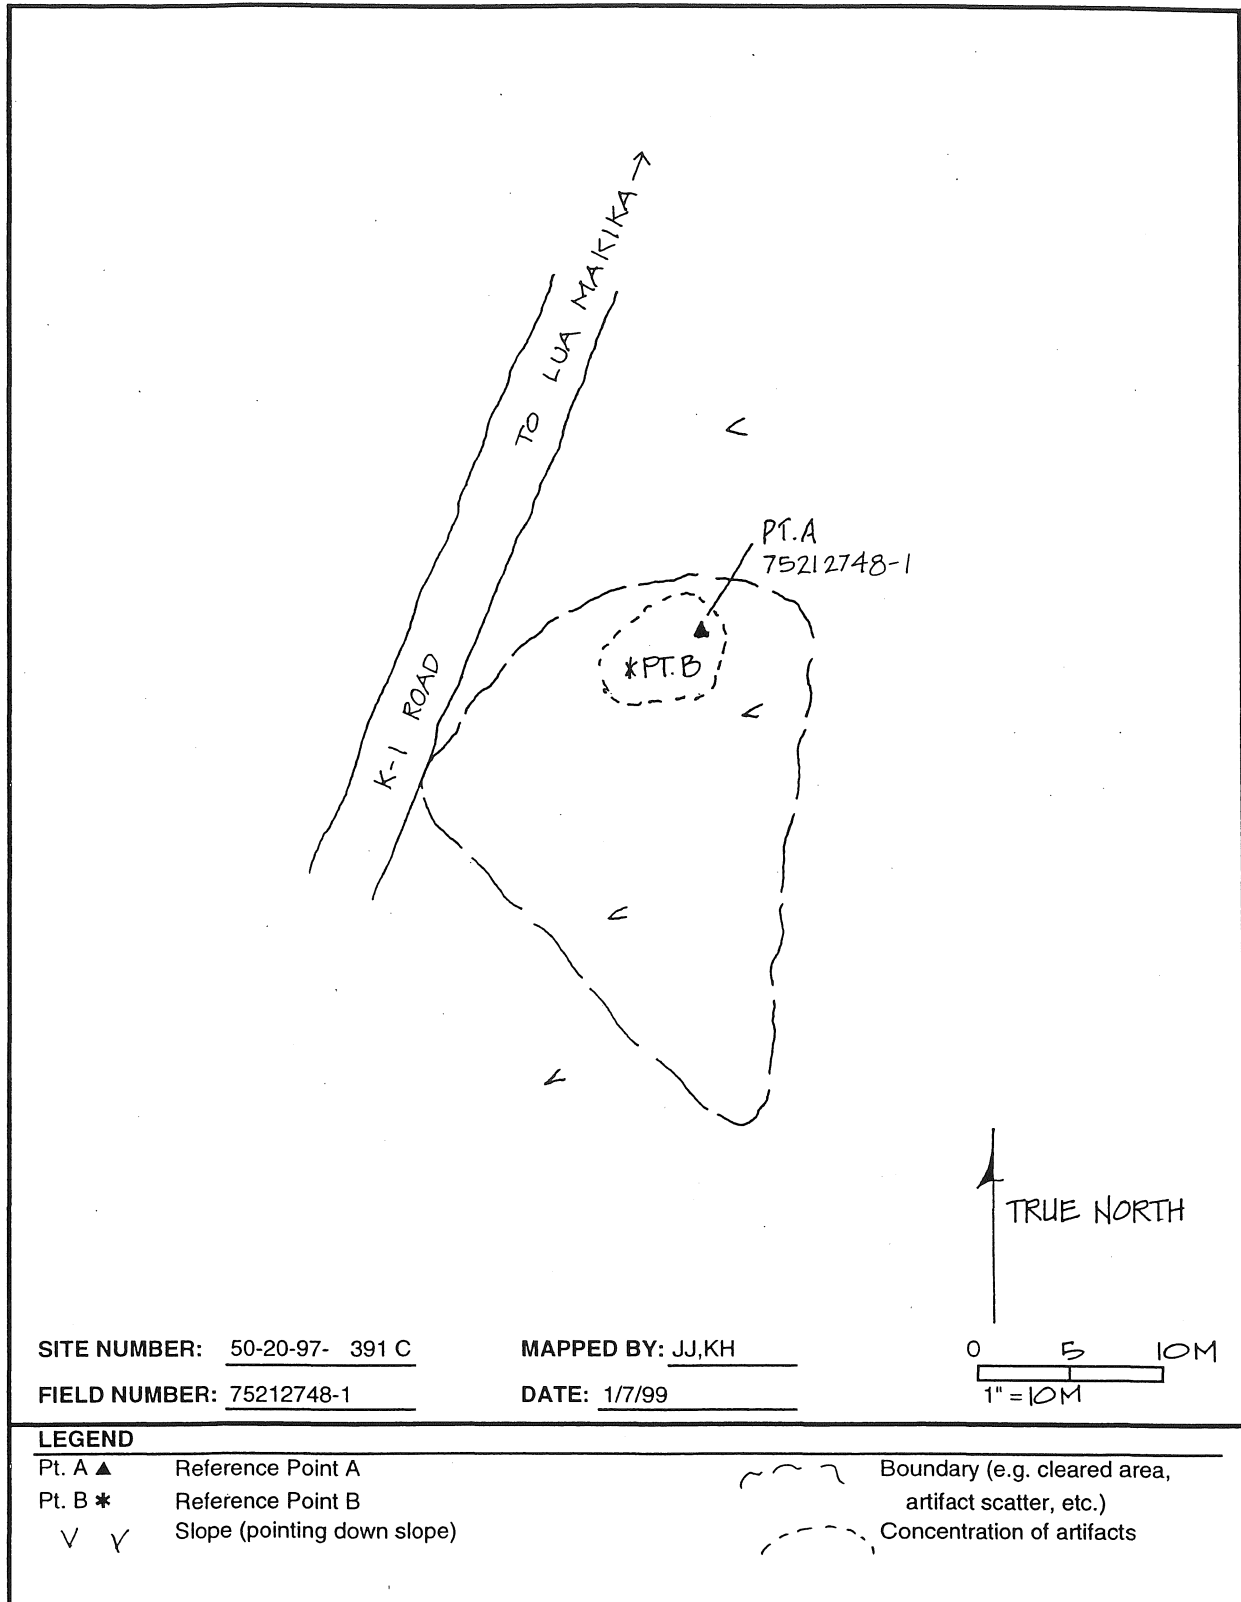 TO LUA MAKIKA →
PT.A
75212748-1
*PT.B
K-1 ROAD
TRUE NORTH
SITE NUMBER: 50-20-97- 391 C
MAPPED BY: JJ,KH
0 5 10M
FIELD NUMBER: 75212748-1
DATE: 1/7/99
1" = 10M
LEGEND
Pt. A ▲ Reference Point A
Pt. B * Reference Point B
Slope (pointing down slope)
Boundary (e.g. cleared area,
artifact scatter, etc.)
Concentration of artifacts